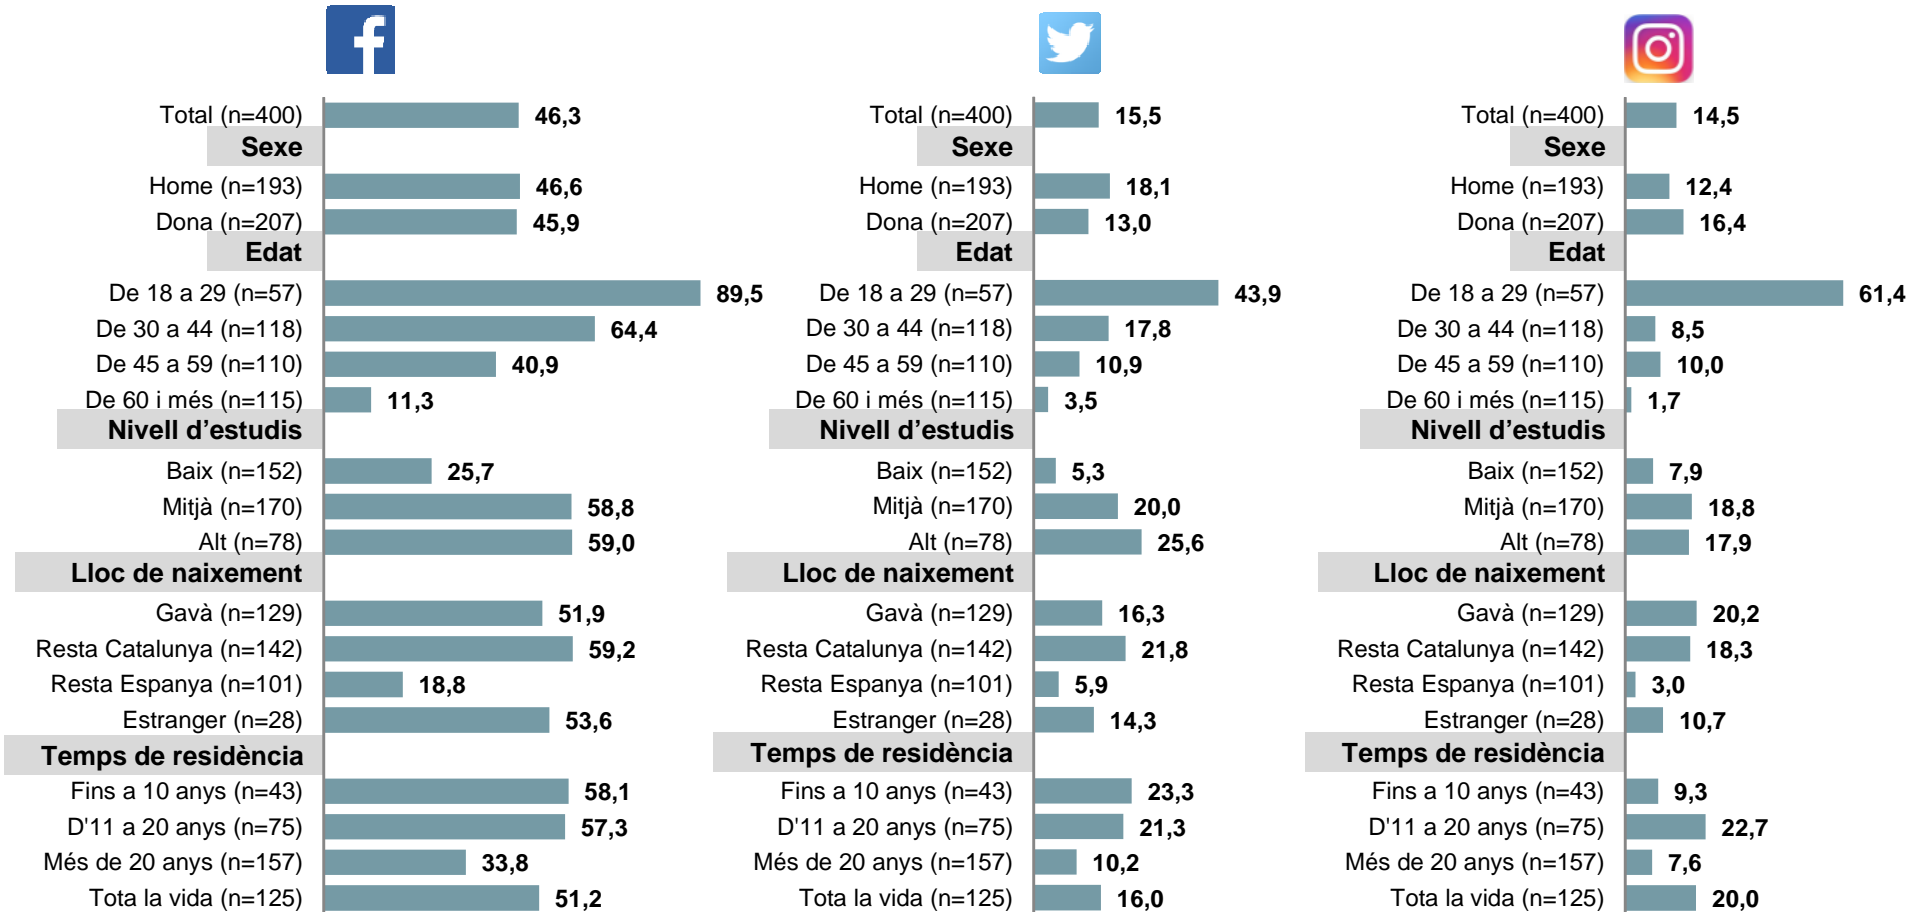 Total (n=400) 46,3
Sexe
Home (n=193) 46,6
Dona (n=207) 45,9
Edat
De 18 a 29 (n=57) 89,5
De 30 a 44 (n=118) 64,4
De 45 a 59 (n=110) 40,9
De 60 i més (n=115) 11,3
Nivell d’estudis
Baix (n=152) 25,7
Mitjà (n=170) 58,8
Alt (n=78) 59,0
Lloc de naixement
Gavà (n=129) 51,9
Resta Catalunya (n=142) 59,2
Resta Espanya (n=101) 18,8
Estranger (n=28) 53,6
Temps de residència
Fins a 10 anys (n=43) 58,1
D'11 a 20 anys (n=75) 57,3
Més de 20 anys (n=157) 33,8
Tota la vida (n=125) 51,2
Total (n=400) 15,5
Sexe
Home (n=193) 18,1
Dona (n=207) 13,0
Edat
De 18 a 29 (n=57) 43,9
De 30 a 44 (n=118) 17,8
De 45 a 59 (n=110) 10,9
De 60 i més (n=115) 3,5
Nivell d’estudis
Baix (n=152) 5,3
Mitjà (n=170) 20,0
Alt (n=78) 25,6
Lloc de naixement
Gavà (n=129) 16,3
Resta Catalunya (n=142) 21,8
Resta Espanya (n=101) 5,9
Estranger (n=28) 14,3
Temps de residència
Fins a 10 anys (n=43) 23,3
D'11 a 20 anys (n=75) 21,3
Més de 20 anys (n=157) 10,2
Tota la vida (n=125) 16,0
Total (n=400) 14,5
Sexe
Home (n=193) 12,4
Dona (n=207) 16,4
Edat
De 18 a 29 (n=57) 61,4
De 30 a 44 (n=118) 8,5
De 45 a 59 (n=110) 10,0
De 60 i més (n=115) 1,7
Nivell d’estudis
Baix (n=152) 7,9
Mitjà (n=170) 18,8
Alt (n=78) 17,9
Lloc de naixement
Gavà (n=129) 20,2
Resta Catalunya (n=142) 18,3
Resta Espanya (n=101) 3,0
Estranger (n=28) 10,7
Temps de residència
Fins a 10 anys (n=43) 9,3
D'11 a 20 anys (n=75) 22,7
Més de 20 anys (n=157) 7,6
Tota la vida (n=125) 20,0